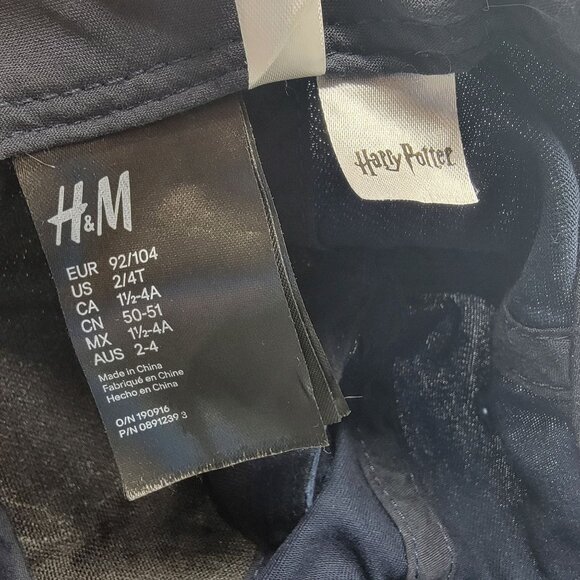 H&M
EUR 92/104
US 2/4T
CA 1½-4A
CN 50-51
MX 1½-4A
AUS 2-4
Made in China
Fabriqué en Chine
Hecho en China
O/N 190916
P/N 0891239 3
Harry Potter